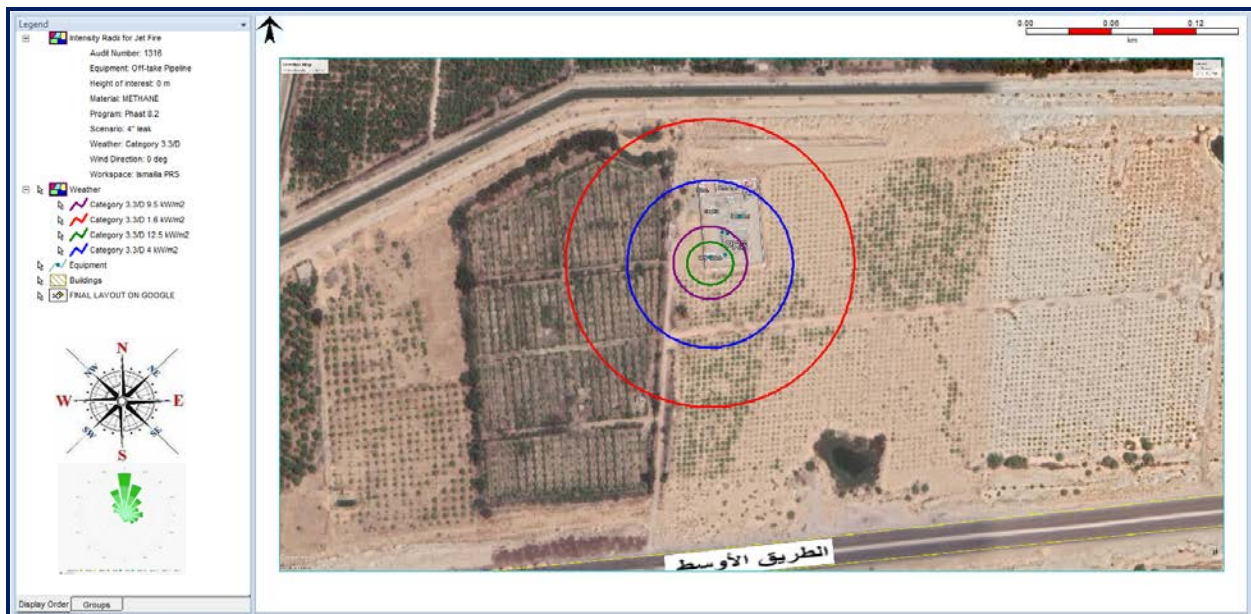 Legend
Intensity Radii for Jet Fire
Audit Number: 1316
Equipment: Off-take Pipeline
Height of interest: 0 m
Material: METHANE
Program: Phast 8.2
Scenario: 4" leak
Weather: Category 3.3/D
Wind Direction: 0 deg
Workspace: Ismailia PRS
Weather
Category 3.3/D 9.5 kW/m2
Category 3.3/D 1.6 kW/m2
Category 3.3/D 12.5 kW/m2
Category 3.3/D 4 kW/m2
Equipment
Buildings
FINAL LAYOUT ON GOOGLE
N
NW NE
W E
SW SE
S
Display Order Groups
0.00 0.06 0.12
km
PRS
الطريق الأوسط